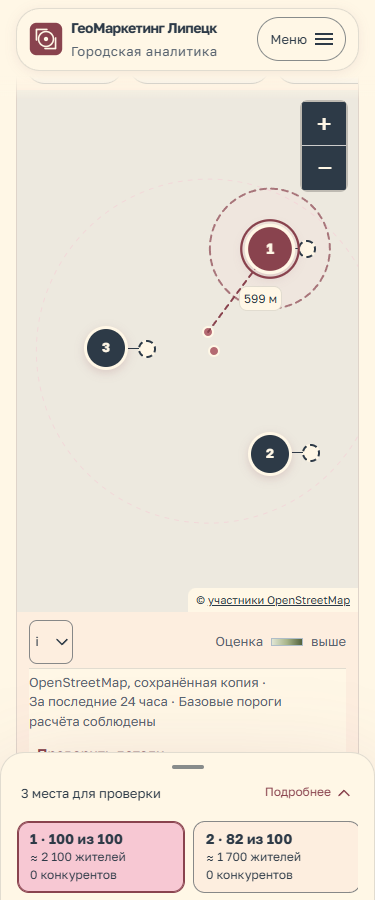 ГеоМаркетинг Липецк
Городская аналитика
Меню
+
−
1
599 м
3
2
© участники OpenStreetMap
i
Оценка
выше
OpenStreetMap, сохранённая копия ·
За последние 24 часа · Базовые пороги
расчёта соблюдены
3 места для проверки
Подробнее
1 · 100 из 100
≈ 2 100 жителей
0 конкурентов
2 · 82 из 100
≈ 1 700 жителей
0 конкурентов